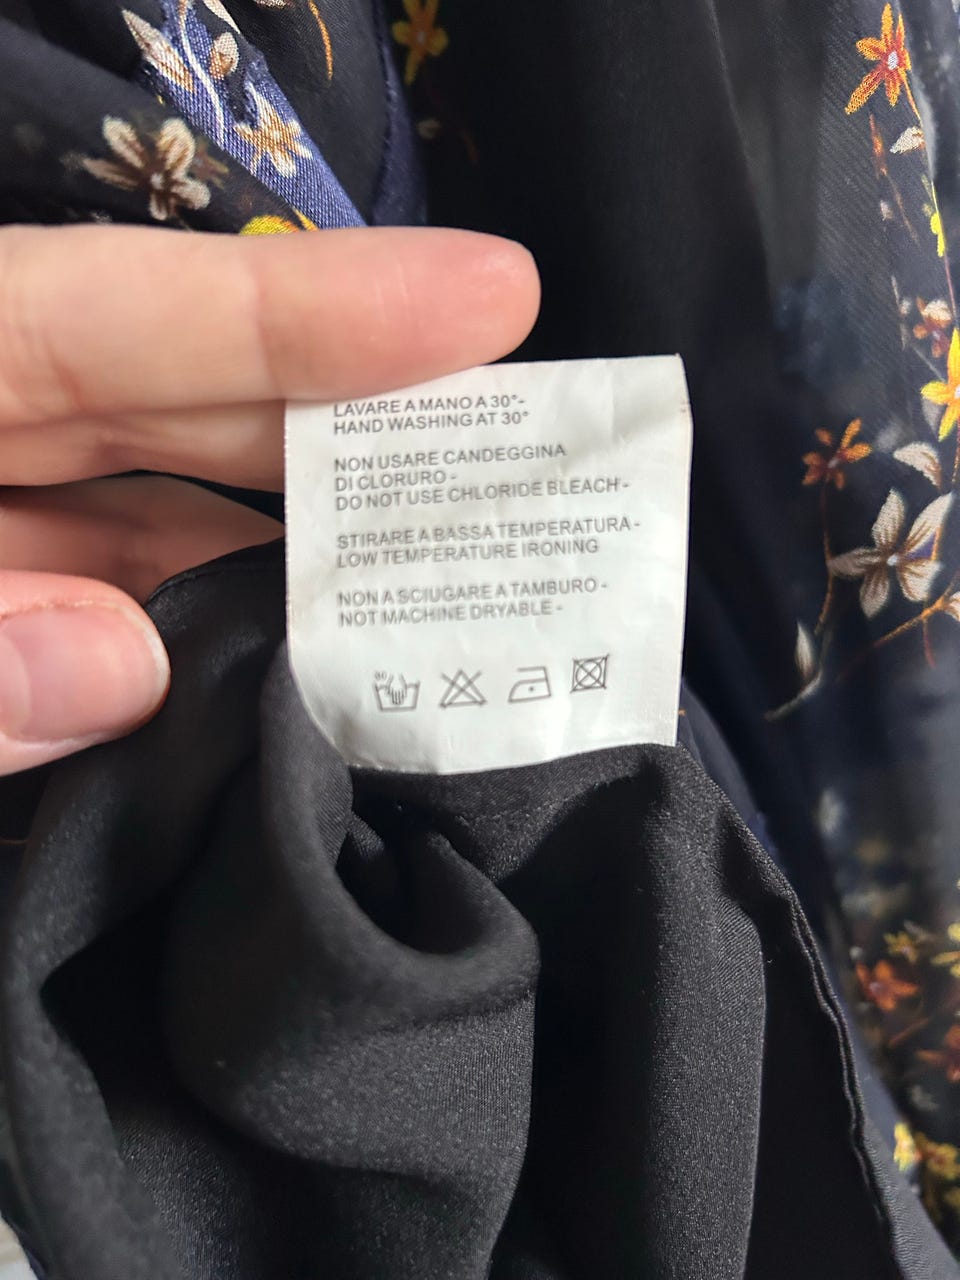 LAVARE A MANO A 30°-
HAND WASHING AT 30°
NON USARE CANDEGGINA
DI CLORURO -
DO NOT USE CHLORIDE BLEACH -
STIRARE A BASSA TEMPERATURA -
LOW TEMPERATURE IRONING
NON A SCIUGARE A TAMBURO -
NOT MACHINE DRYABLE -